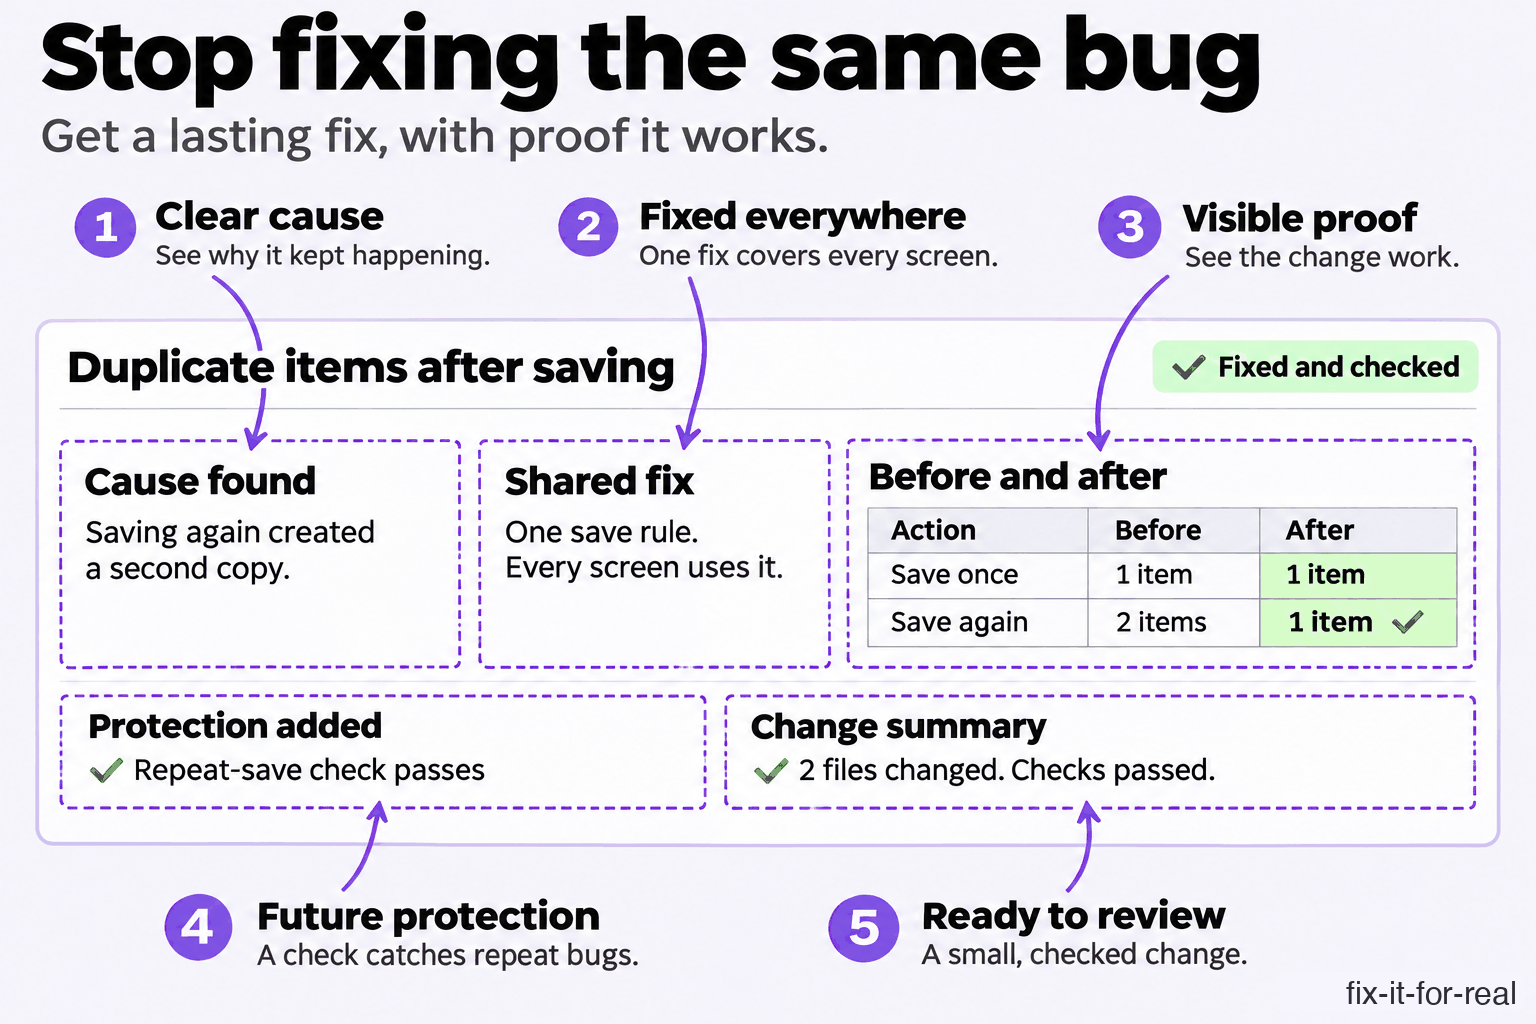 Stop fixing the same bug
Get a lasting fix, with proof it works.
1 Clear cause
See why it kept happening.
2 Fixed everywhere
One fix covers every screen.
3 Visible proof
See the change work.
Duplicate items after saving
Fixed and checked
Cause found
Saving again created
a second copy.
Shared fix
One save rule.
Every screen uses it.
Before and after
Action Before After
Save once 1 item 1 item
Save again 2 items 1 item ✓
Protection added
✓ Repeat-save check passes
Change summary
✓ 2 files changed. Checks passed.
4 Future protection
A check catches repeat bugs.
5 Ready to review
A small, checked change.
fix-it-for-real